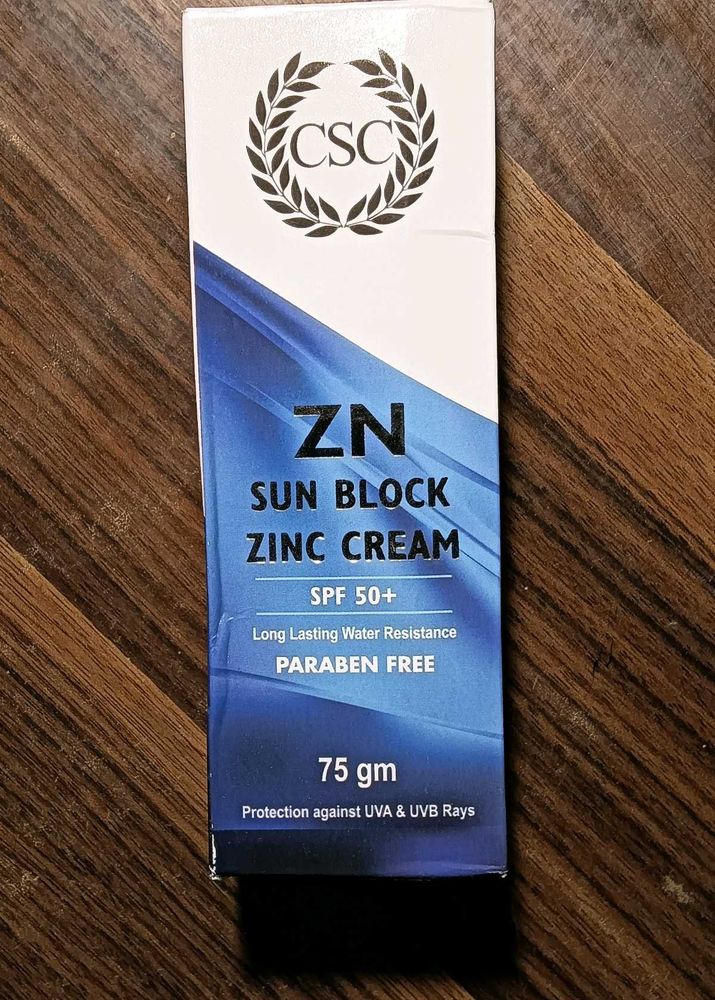 CSC
ZN
SUN BLOCK
ZINC CREAM
SPF 50+
Long Lasting Water Resistance
PARABEN FREE
75 gm
Protection against UVA & UVB Rays